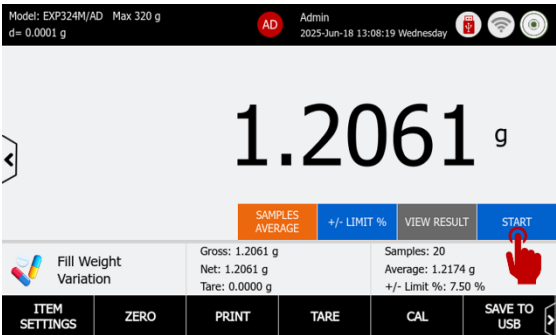 Model: EXP324M/AD Max 320 g
d= 0.0001 g
AD
Admin
2025-Jun-18 13:08:19 Wednesday
1.2061 g
SAMPLES
AVERAGE
+/- LIMIT %
VIEW RESULT
START
Fill Weight
Variation
Gross: 1.2061 g
Net: 1.2061 g
Tare: 0.0000 g
Samples: 20
Average: 1.2174 g
+/- Limit %: 7.50 %
ITEM
SETTINGS
ZERO
PRINT
TARE
CAL
SAVE TO
USB